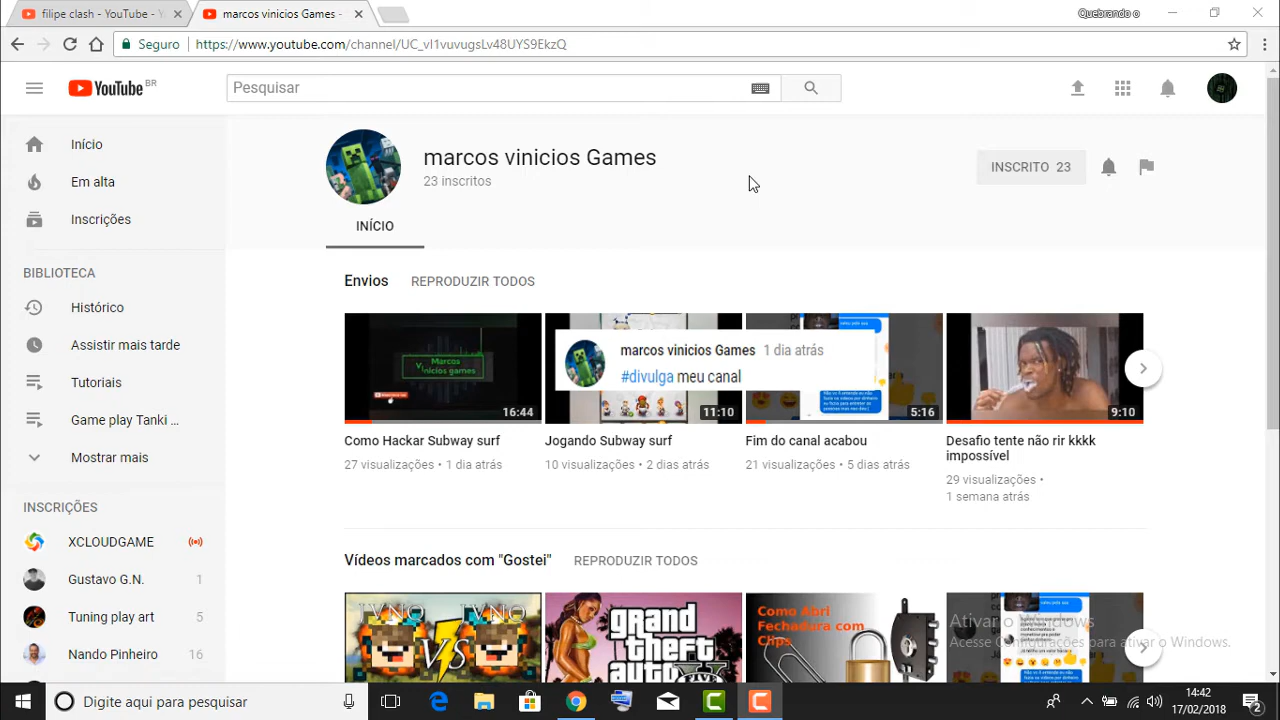 filipe clash - YouTube - Y
marcos vinicios Games -
Quebrando o
Seguro
https://www.youtube.com/channel/UC_vI1vuvugsLv48UYS9EkzQ
YouTube BR
Pesquisar
Início
Em alta
Inscrições
BIBLIOTECA
Histórico
Assistir mais tarde
Tutoriais
Game play Tanki ...
Mostrar mais
INSCRIÇÕES
XCLOUDGAME
Gustavo G.N. 1
Tuning play art 5
Nando Pinheiro 16
marcos vinicios Games
23 inscritos
INSCRITO 23
INÍCIO
Envios REPRODUZIR TODOS
Marcos
Vinicios games
16:44
11:10
marcos vinicios Games 1 dia atrás
#divulga meu canal
5:16
9:10
Como Hackar Subway surf
27 visualizações • 1 dia atrás
Jogando Subway surf
10 visualizações • 2 dias atrás
Fim do canal acabou
21 visualizações • 5 dias atrás
Desafio tente não rir kkkk
impossível
29 visualizações •
1 semana atrás
Vídeos marcados com "Gostei" REPRODUZIR TODOS
VS
grand
theft
auto
V
Como Abri
Fechadura com
Clips
Ativar o Windows
Acesse Configurações para ativar o Windows.
Digite aqui para pesquisar
14:42
17/02/2018
2